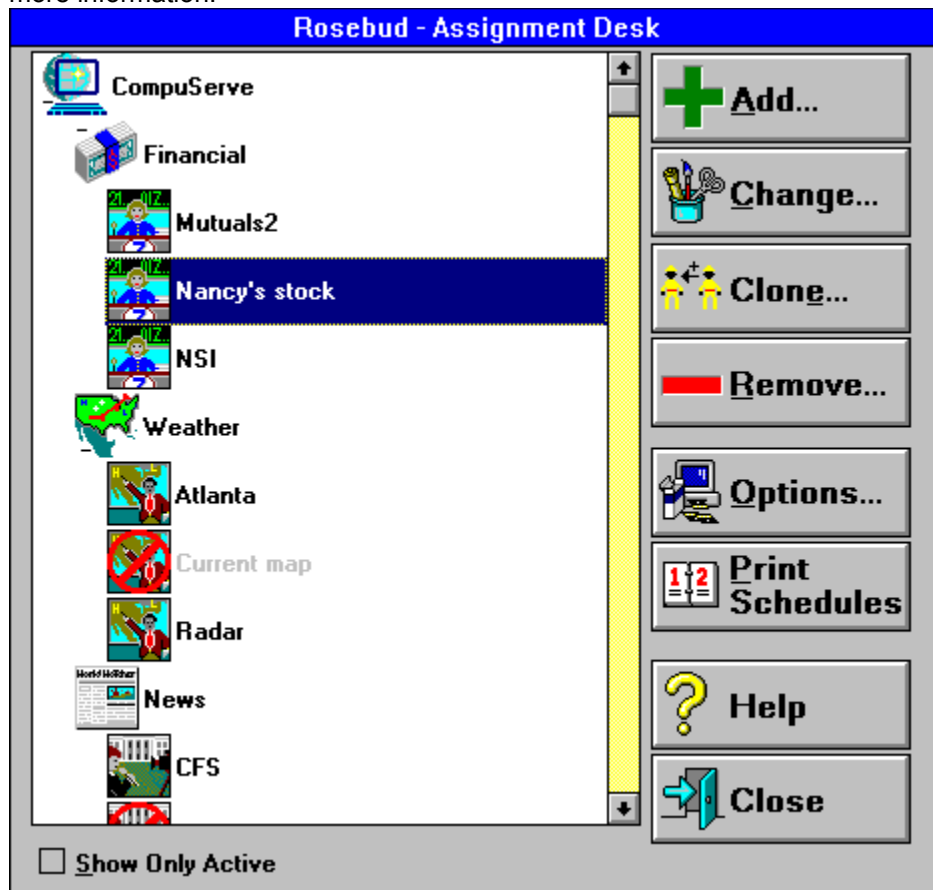 more information.
Rosebud - Assignment Desk
CompuServe
Financial
Mutuals2
Nancy's stock
NSI
Weather
Atlanta
Current map
Radar
News
CFS
Show Only Active
Add...
Change...
Clone...
Remove...
Options...
Print
Schedules
Help
Close